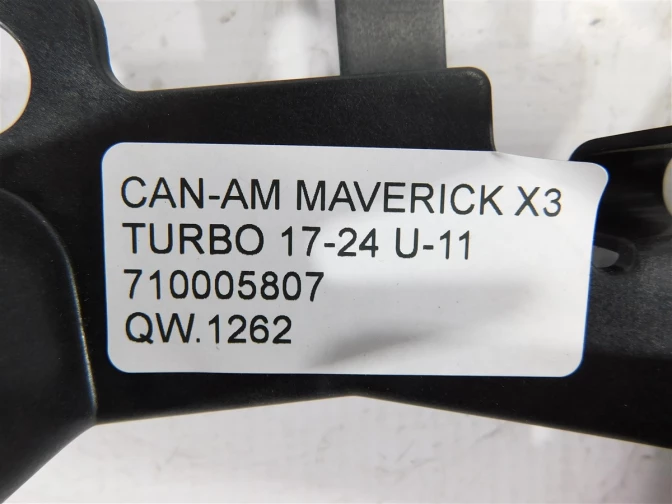 CAN-AM MAVERICK X3
TURBO 17-24 U-11
710005807
QW.1262